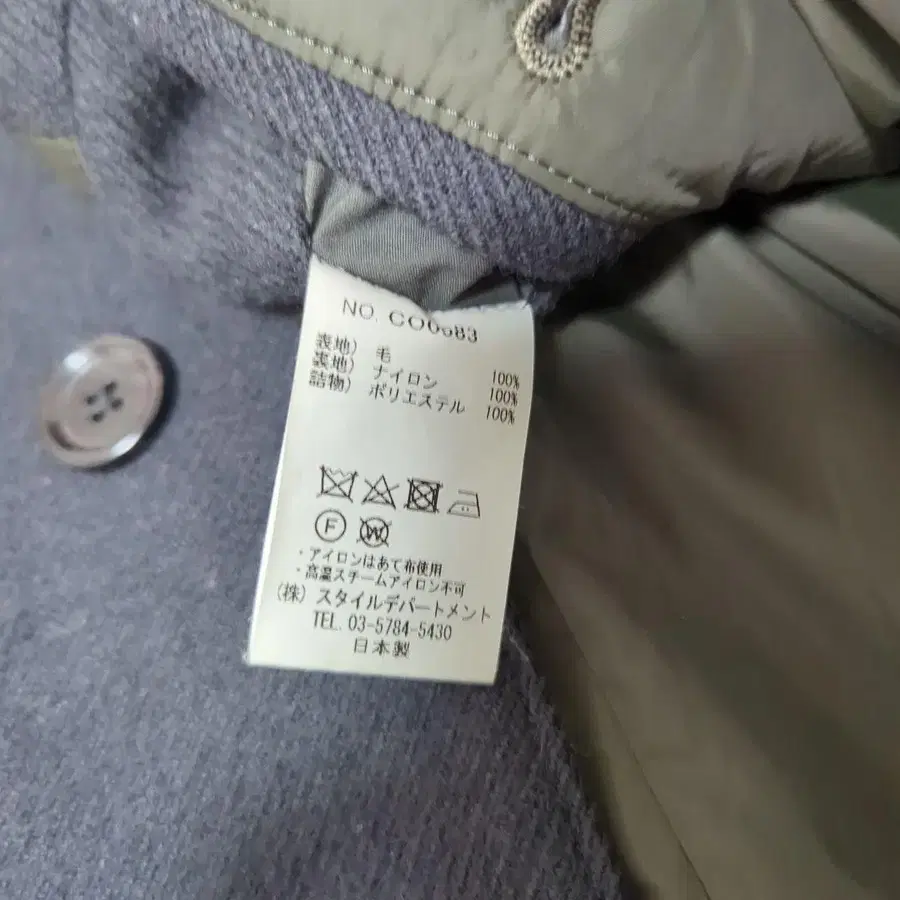 NO. CO0683
表地) 毛 100%
裏地) ナイロン 100%
詰物) ポリエステル 100%
F W
・アイロンはあて布使用
・高温スチームアイロン不可
(株) スタイルデパートメント
TEL. 03-5784-5430
日本製